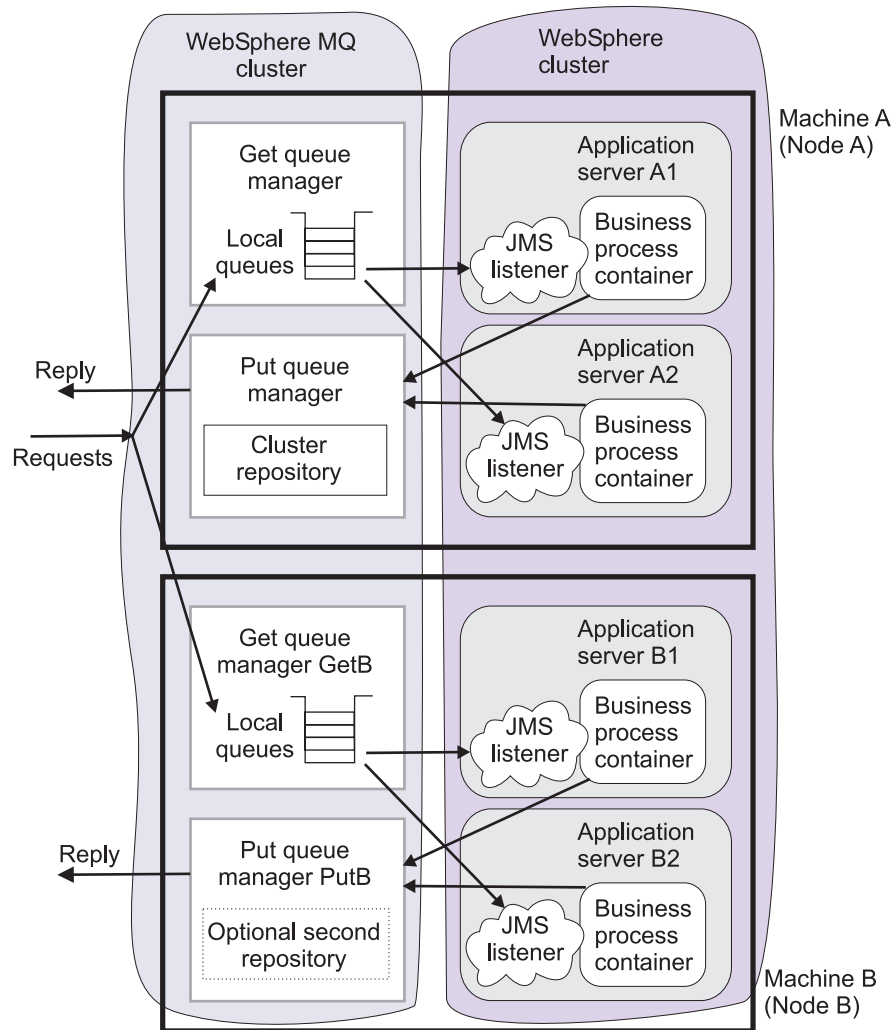 WebSphere MQ
cluster
WebSphere
cluster
Machine A
(Node A)
Get queue
manager
Local
queues
Application
server A1
JMS
listener
Business
process
container
Reply
Requests
Put queue
manager
Cluster
repository
Application
server A2
JMS
listener
Business
process
container
Get queue
manager GetB
Local
queues
Application
server B1
JMS
listener
Business
process
container
Reply
Put queue
manager PutB
Optional second
repository
Application
server B2
JMS
listener
Business
process
container
Machine B
(Node B)